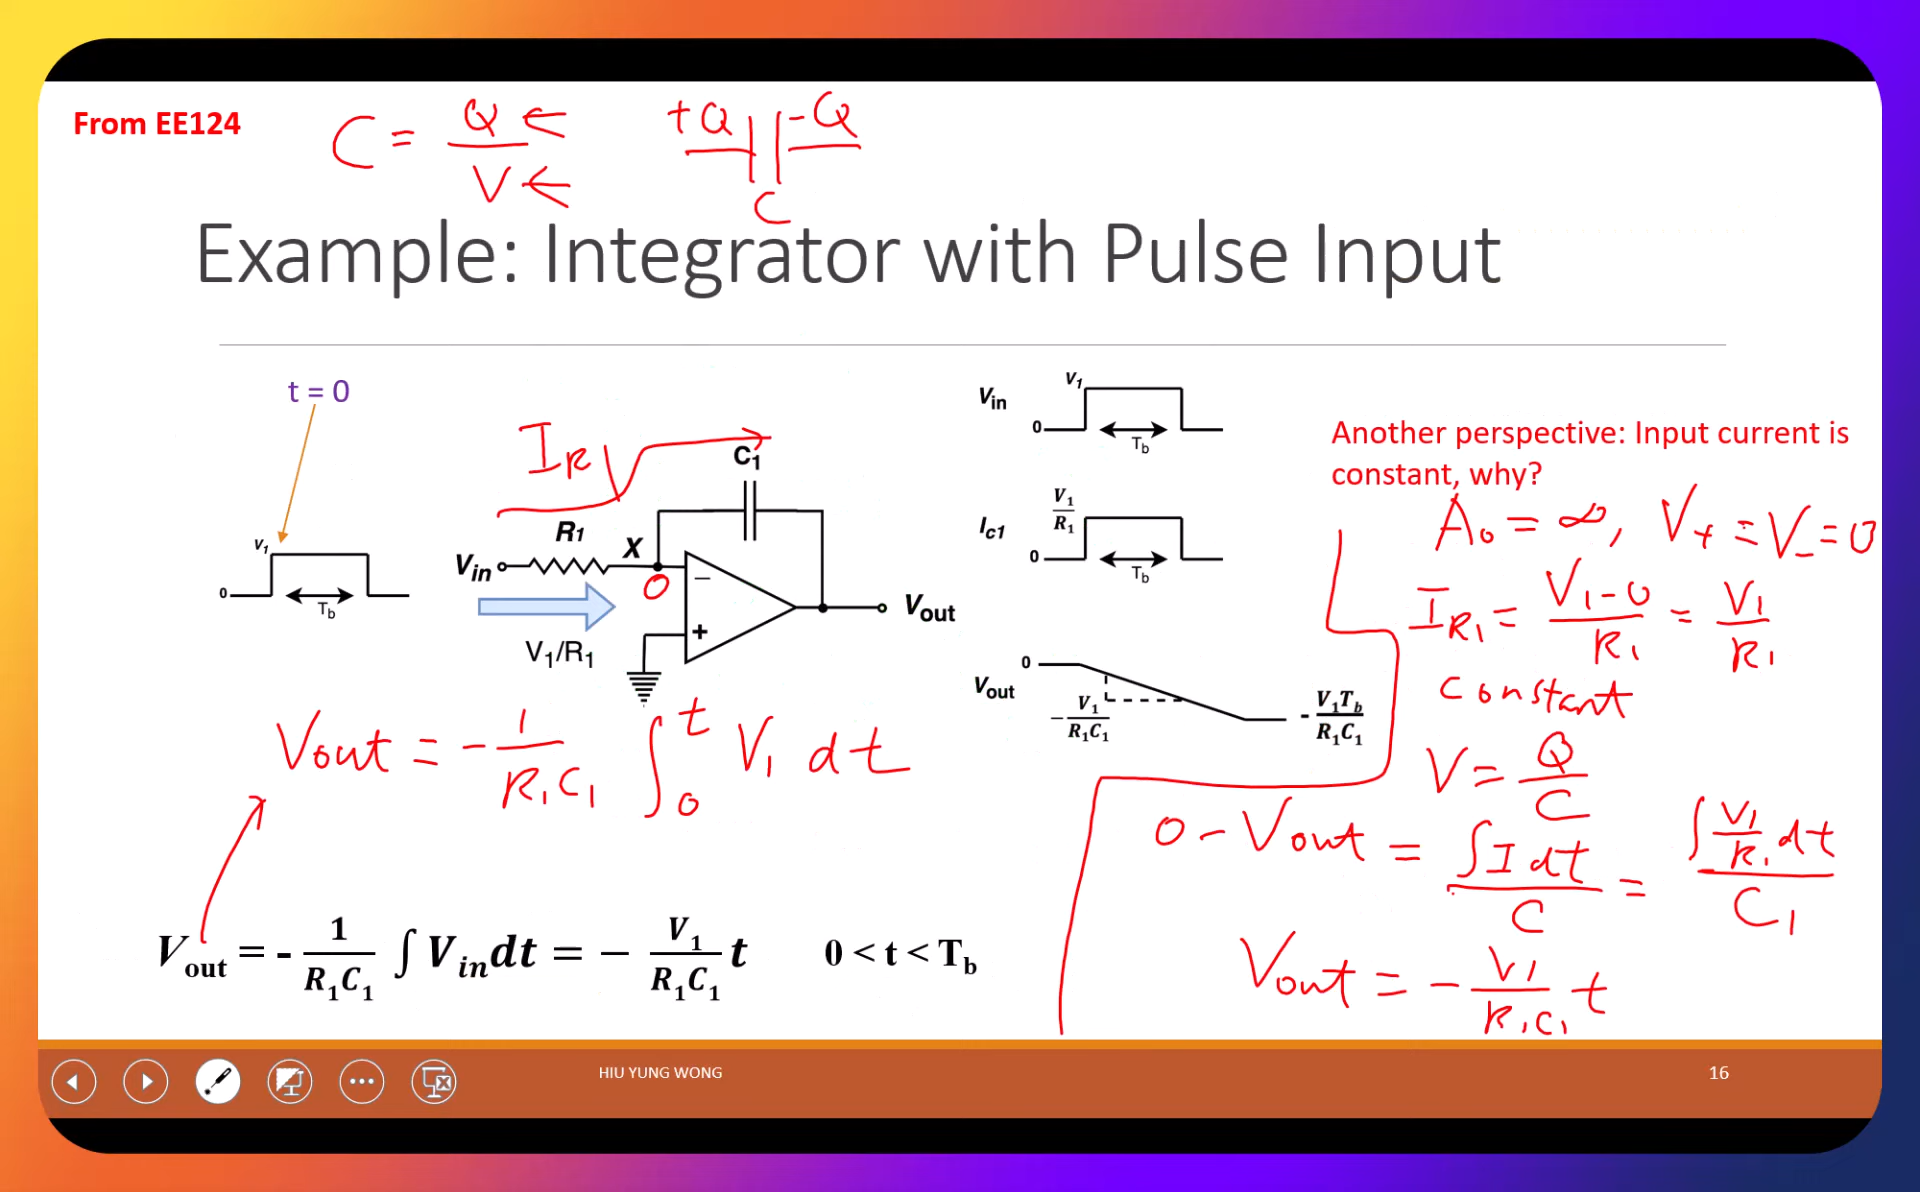 From EE124
C = Q / V
+Q -Q
C
Example: Integrator with Pulse Input
t = 0
V1
0
Tb
IR1
C1
R1
X
Vin
0
−
+
Vout
V1/R1
Vin
V1
0
Tb
Ic1
V1/R1
0
Tb
Vout
0
-V1/R1C1
-V1Tb/R1C1
Another perspective: Input current is
constant, why?
A0 = ∞, V+ = V- = 0
IR1 = (V1-0)/R1 = V1/R1
constant
V = Q/C
0 - Vout = ∫I dt / C = ∫(V1/R1)dt / C1
Vout = - V1/(R1C1) t
Vout = - 1/(R1C1) ∫0t V1 dt
Vout = - 1/(R1C1) ∫ Vin dt = − V1/(R1C1) t 0 < t < Tb
HIU YUNG WONG
16